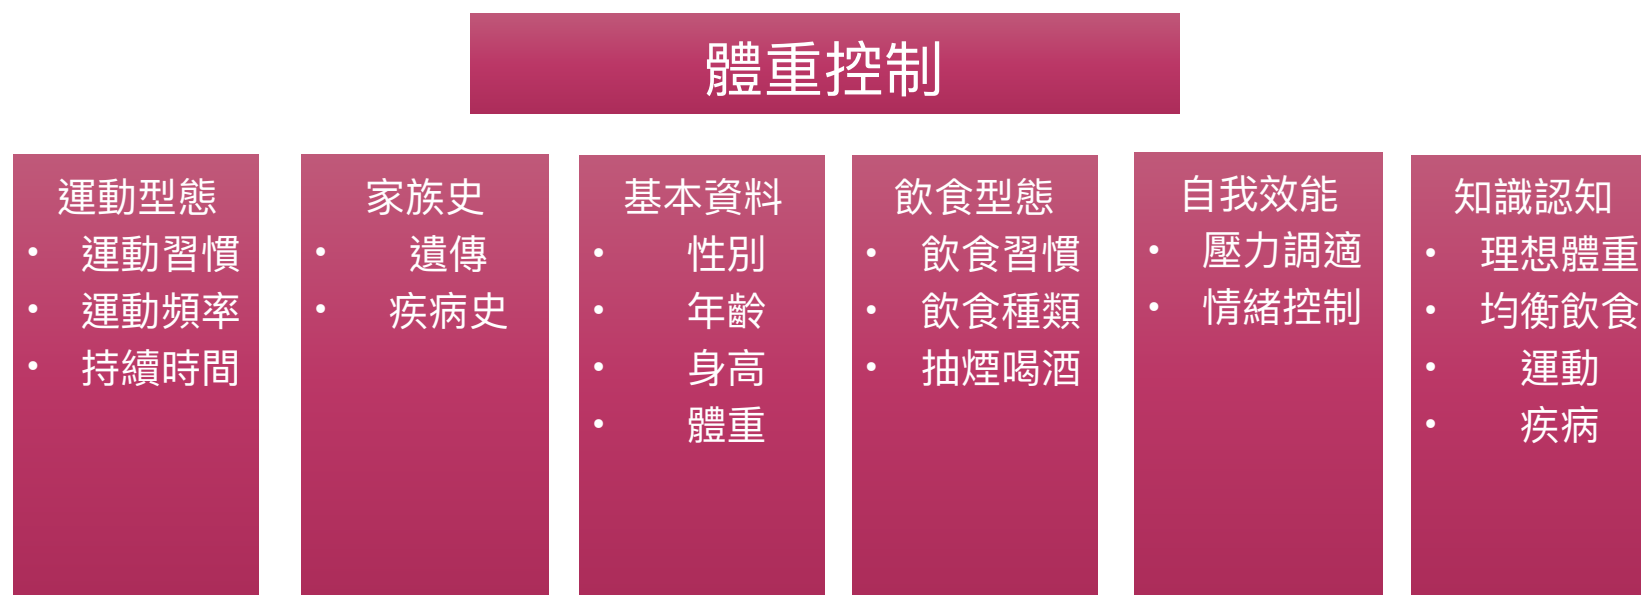 體重控制
運動型態
• 運動習慣
• 運動頻率
• 持續時間
家族史
• 遺傳
• 疾病史
基本資料
• 性別
• 年齡
• 身高
• 體重
飲食型態
• 飲食習慣
• 飲食種類
• 抽煙喝酒
自我效能
• 壓力調適
• 情緒控制
知識認知
• 理想體重
• 均衡飲食
• 運動
• 疾病